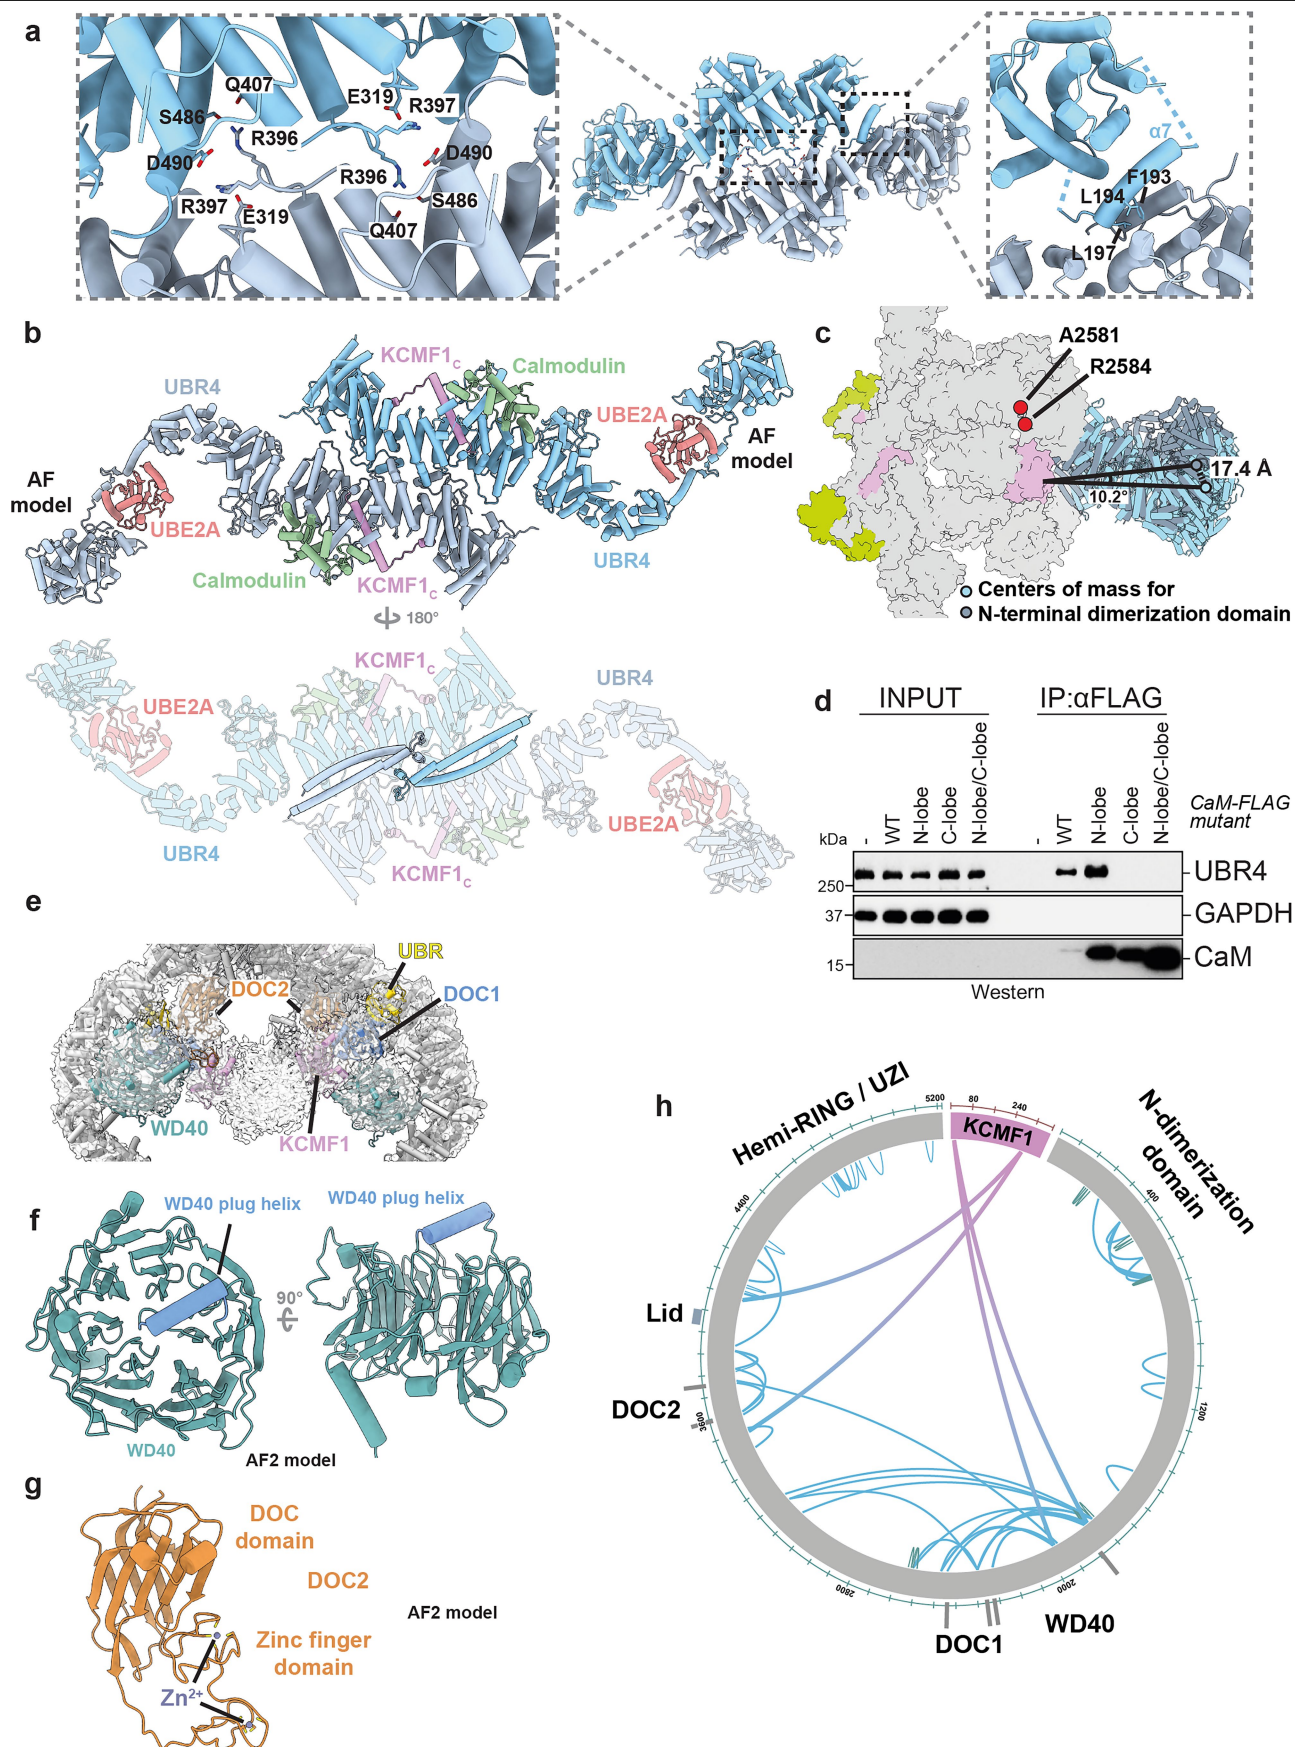 a
Q407
S486
R396
D490
R397
E319
E319
R397
D490
R396
S486
Q407
α7
F193
L194
L197
b
KCMF1C
Calmodulin
UBR4
UBE2A
AF
model
AF
model
UBE2A
UBR4
Calmodulin
KCMF1C
180°
KCMF1C
UBR4
UBE2A
UBE2A
UBR4
KCMF1C
c
A2581
R2584
17.4 Å
10.2°
Centers of mass for
N-terminal dimerization domain
d
INPUT
IP:αFLAG
-
WT
N-lobe
C-lobe
N-lobe/C-lobe
-
WT
N-lobe
C-lobe
N-lobe/C-lobe
CaM-FLAG
mutant
kDa
250
UBR4
37
GAPDH
15
CaM
Western
e
UBR
DOC2
DOC1
WD40
KCMF1
f
WD40 plug helix
WD40 plug helix
90°
WD40
AF2 model
g
DOC
domain
DOC2
AF2 model
Zinc finger
domain
Zn2+
h
Hemi-RING / UZI
5200
80
240
KCMF1
N-dimerization
domain
400
4400
Lid
DOC2
3600
1200
2800
2000
DOC1
WD40